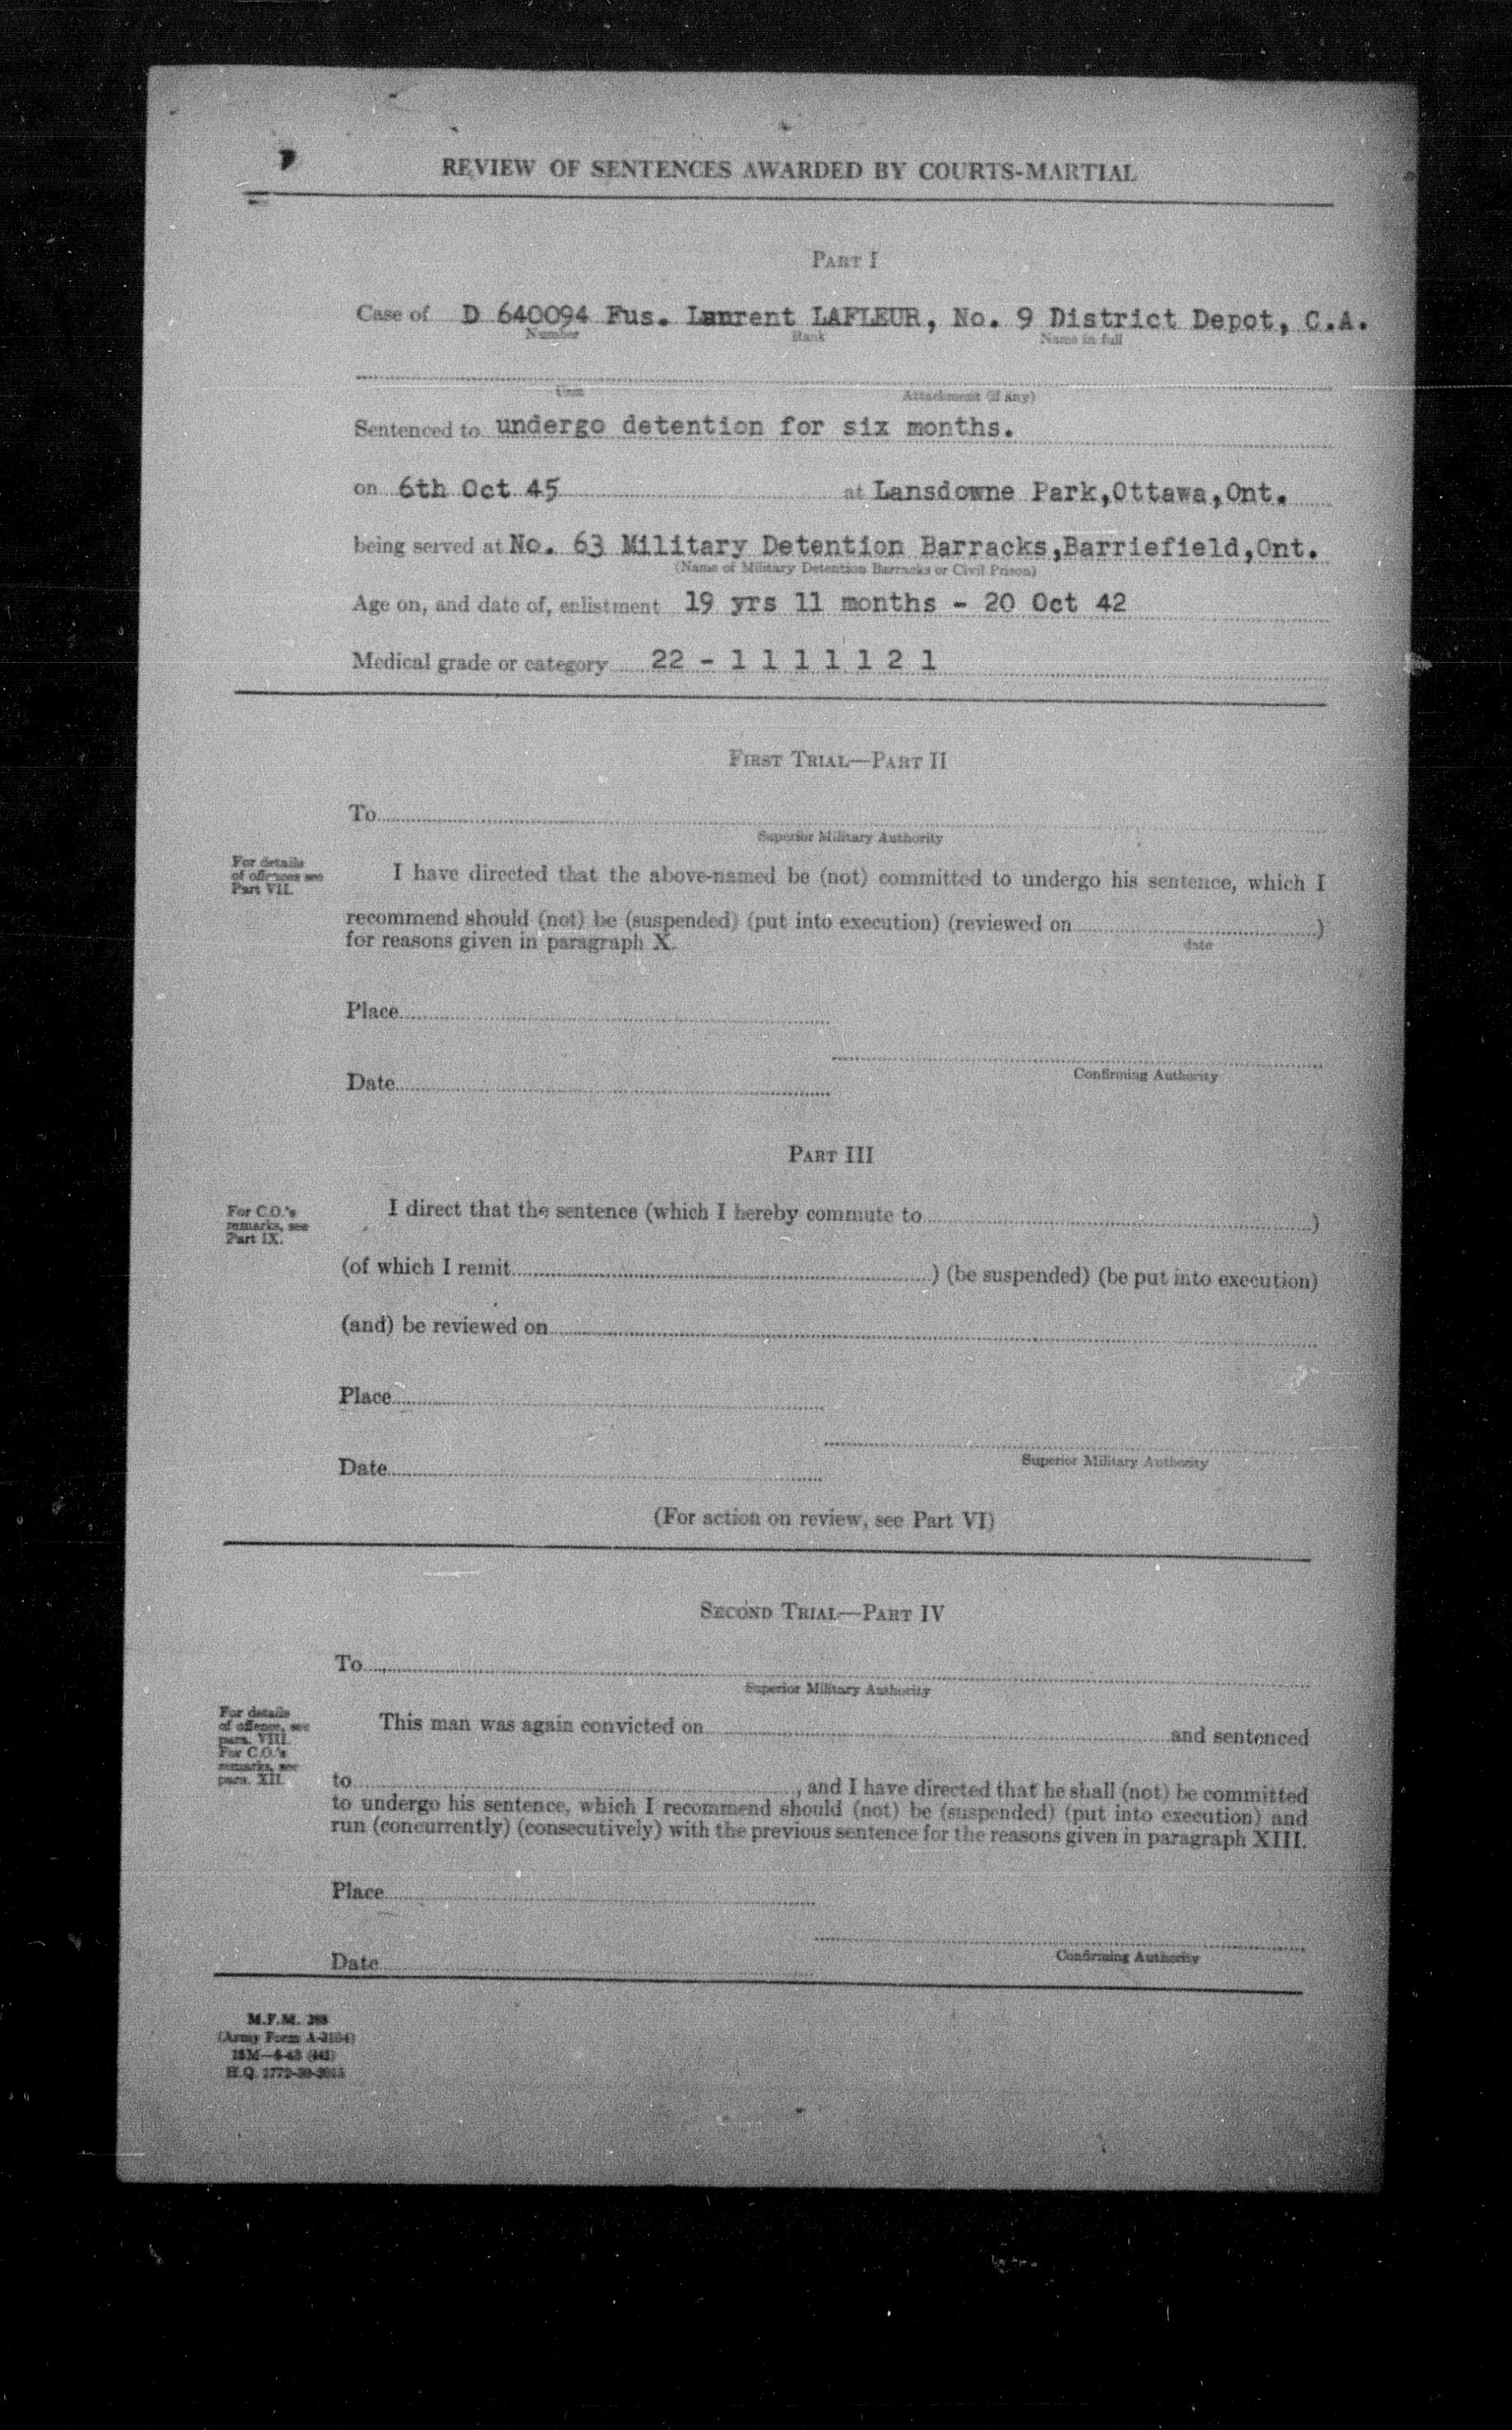 REVIEW OF SENTENCES AWARDED BY COURTS-MARTIAL
PART I
Case of D 640094 Fus. Laurent LAFLEUR, No. 9 District Depot, C.A.
Number Rank Name in full
Unit Attachment (if any)
Sentenced to undergo detention for six months.
on 6th Oct 45 at Lansdowne Park,Ottawa,Ont.
being served at No. 63 Military Detention Barracks,Barriefield,Ont.
(Name of Military Detention Barracks or Civil Prison)
Age on, and date of, enlistment 19 yrs 11 months - 20 Oct 42
Medical grade or category 22 - 1 1 1 1 1 2 1
FIRST TRIAL—PART II
To
Superior Military Authority
For details
of offences see
Part VII.
I have directed that the above-named be (not) committed to undergo his sentence, which I
recommend should (not) be (suspended) (put into execution) (reviewed on )
date
for reasons given in paragraph X.
Place
Confirming Authority
Date
PART III
For C.O.'s
remarks, see
Part IX.
I direct that the sentence (which I hereby commute to )
(of which I remit ) (be suspended) (be put into execution)
(and) be reviewed on
Place
Superior Military Authority
Date
(For action on review, see Part VI)
SECOND TRIAL—PART IV
To
Superior Military Authority
For details
of offence, see
para. VIII.
For C.O.'s
remarks, see
para. XII.
This man was again convicted on and sentenced
to , and I have directed that he shall (not) be committed
to undergo his sentence, which I recommend should (not) be (suspended) (put into execution) and
run (concurrently) (consecutively) with the previous sentence for the reasons given in paragraph XIII.
Place
Confirming Authority
Date
M.F.M.
(Army Form
H.Q.